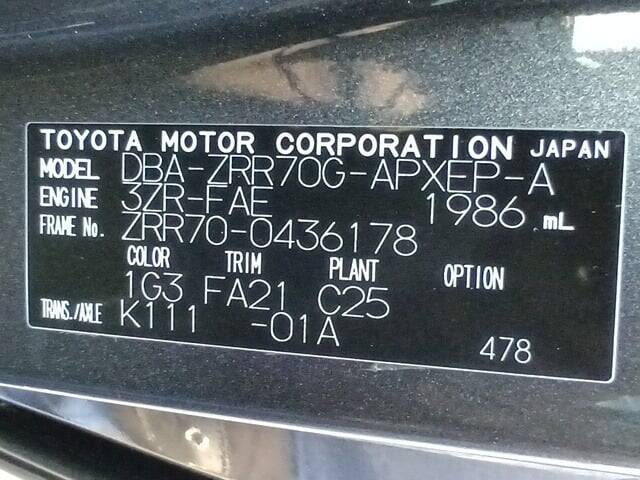 TOYOTA MOTOR CORPORATION JAPAN
MODEL DBA-ZRR70G-APXEP-A
ENGINE 3ZR-FAE 1986 mL
FRAME No. ZRR70-0436178
COLOR TRIM PLANT OPTION
1G3 FA21 C25
TRANS./AXLE K111 -01A
478